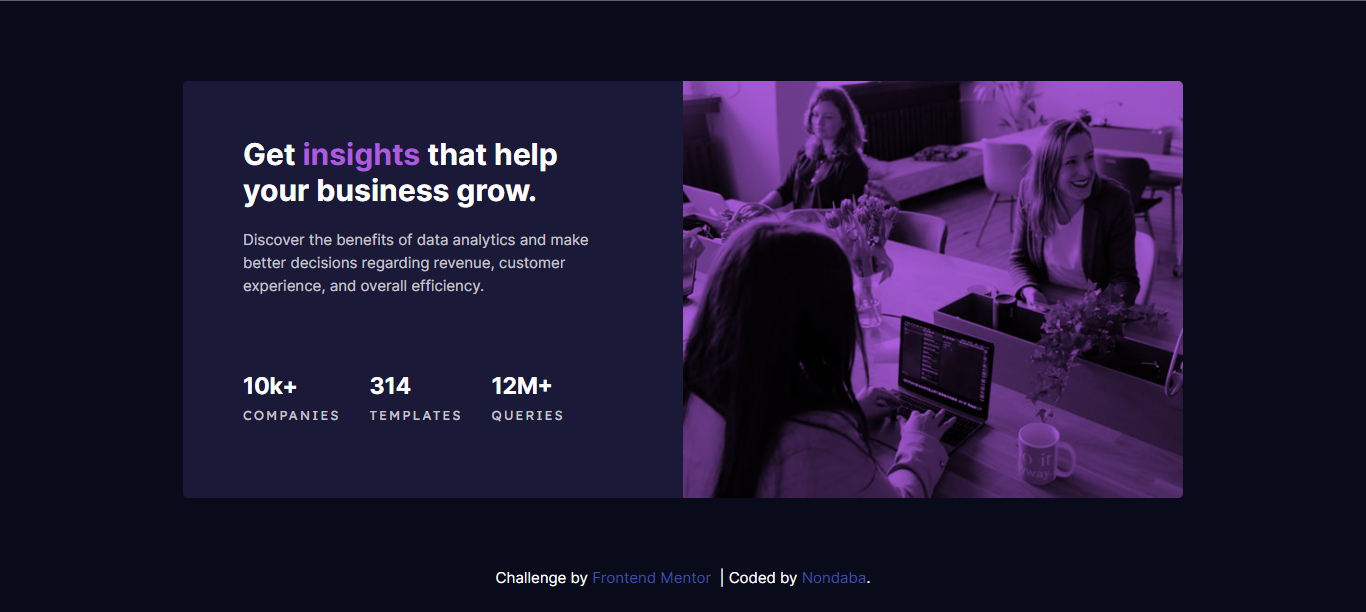 Get insights that help
your business grow.
Discover the benefits of data analytics and make
better decisions regarding revenue, customer
experience, and overall efficiency.
10k+ 314 12M+
COMPANIES TEMPLATES QUERIES
Challenge by Frontend Mentor | Coded by Nondaba.